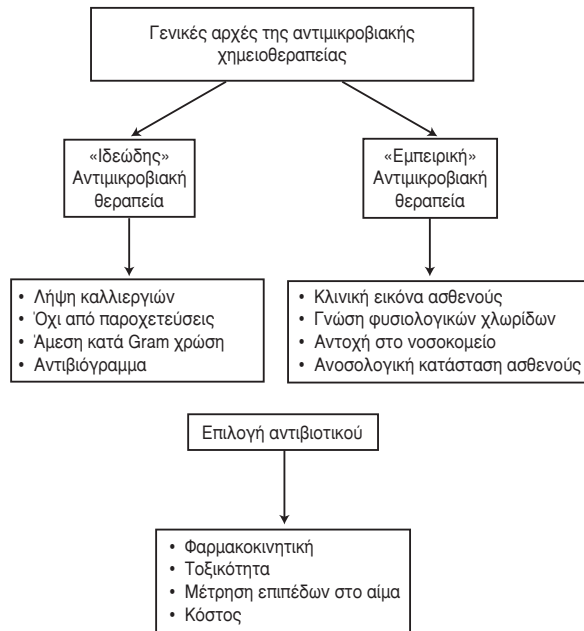 Γενικές αρχές της αντιμικροβιακής
χημειοθεραπείας
«Ιδεώδης»
Αντιμικροβιακή
θεραπεία
«Εμπειρική»
Αντιμικροβιακή
θεραπεία
• Λήψη καλλιεργιών
• Όχι από παροχετεύσεις
• Άμεση κατά Gram χρώση
• Αντιβιόγραμμα
• Κλινική εικόνα ασθενούς
• Γνώση φυσιολογικών χλωρίδων
• Αντοχή στο νοσοκομείο
• Ανοσολογική κατάσταση ασθενούς
Επιλογή αντιβιοτικού
• Φαρμακοκινητική
• Τοξικότητα
• Μέτρηση επιπέδων στο αίμα
• Κόστος